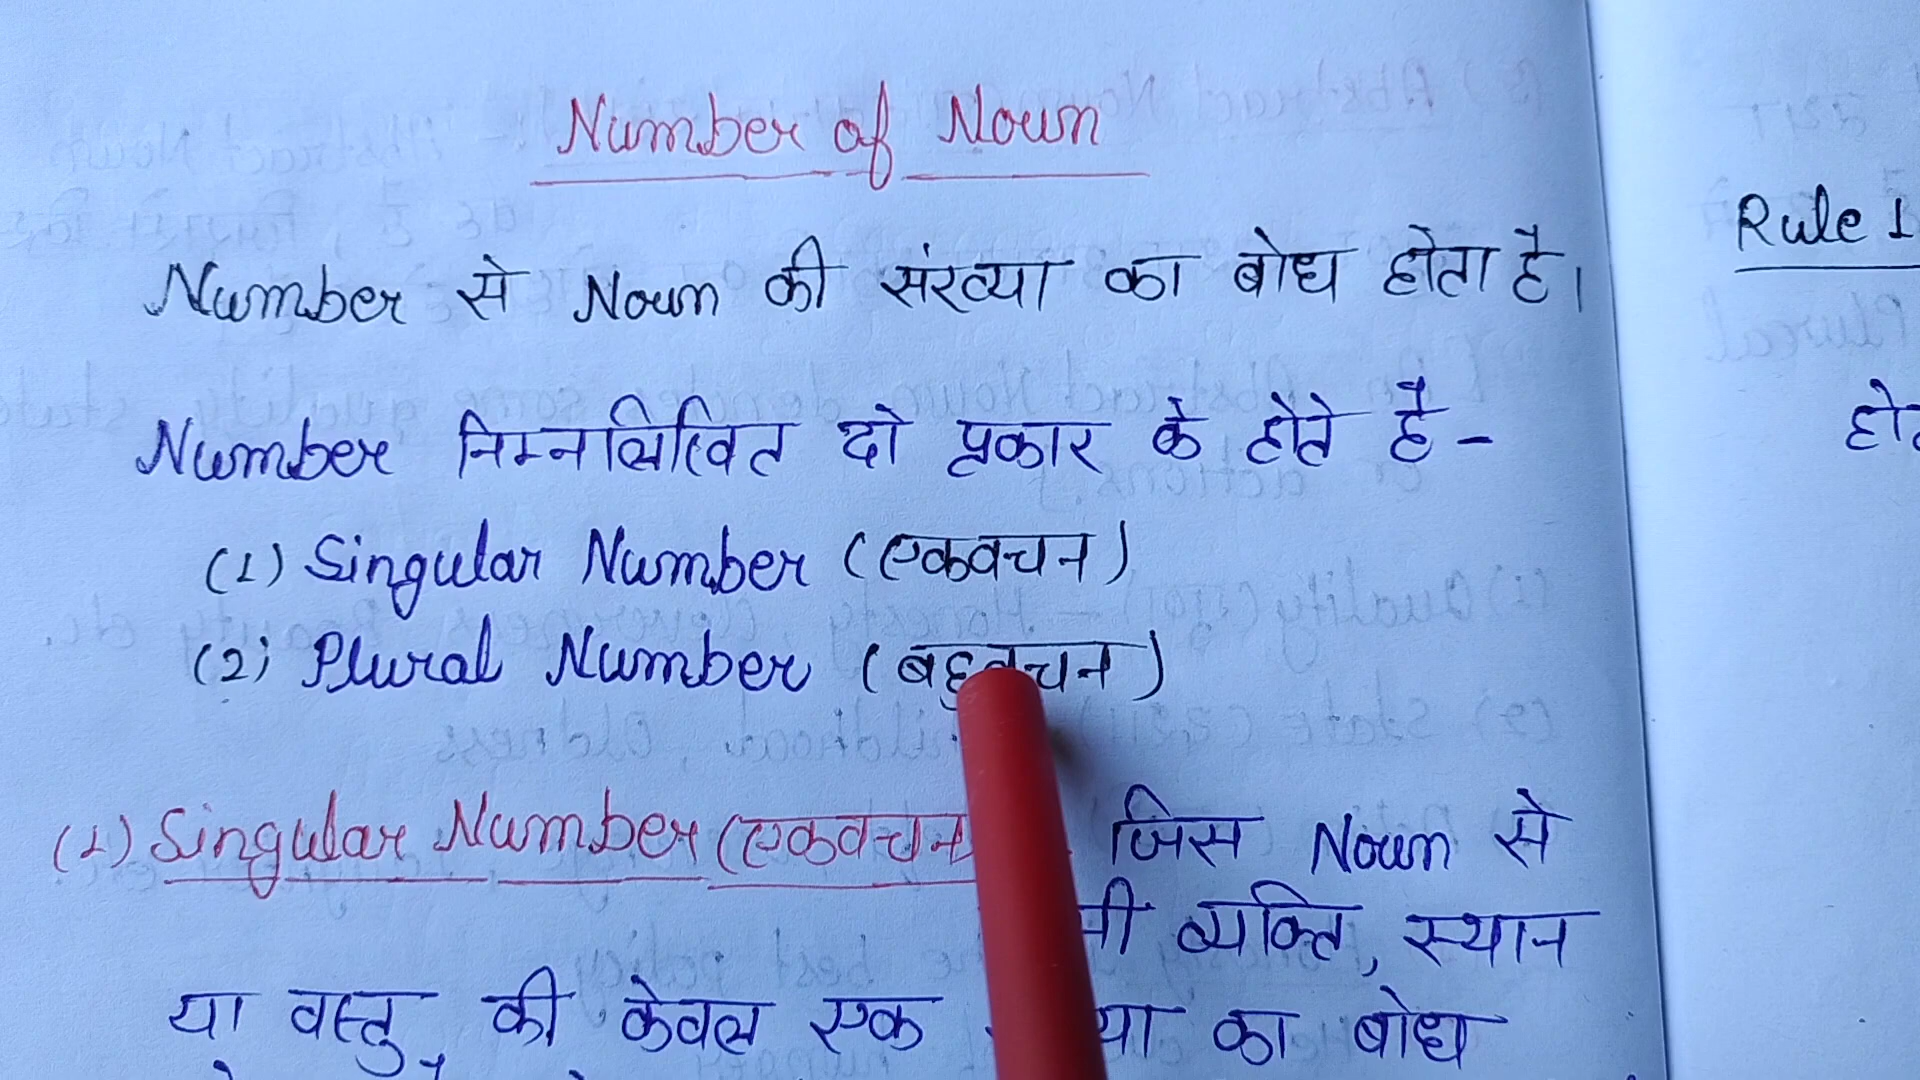 Number of Noun
Number से Noun की संख्या का बोध होता है।
Number निम्नलिखित दो प्रकार के होते है -
(1) Singular Number (एकवचन)
(2) Plural Number (बहुवचन)
(1) Singular Number (एकवचन जिस Noun से
व्यक्ति, स्थान
या वस्तु की केवल एक का बोध
Rule 1